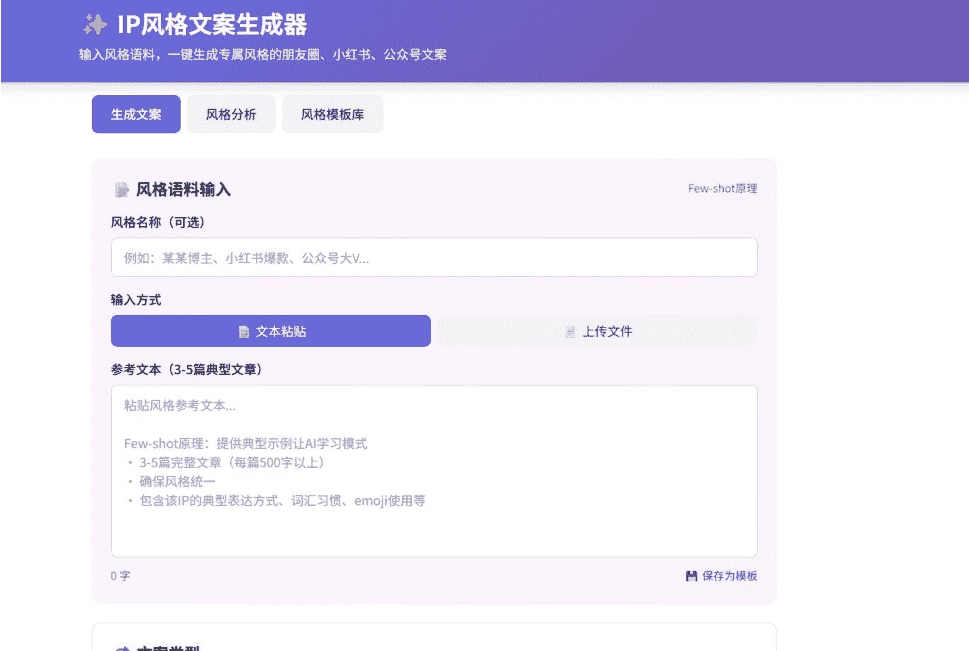 ✨ IP风格文案生成器
输入风格语料，一键生成专属风格的朋友圈、小红书、公众号文案
生成文案
风格分析
风格模板库
风格语料输入
Few-shot原理
风格名称（可选）
例如：某某博主、小红书爆款、公众号大V...
输入方式
文本粘贴
上传文件
参考文本（3-5篇典型文章）
粘贴风格参考文本...
Few-shot原理：提供典型示例让AI学习模式
• 3-5篇完整文章（每篇500字以上）
• 确保风格统一
• 包含该IP的典型表达方式、词汇习惯、emoji使用等
0 字
保存为模板